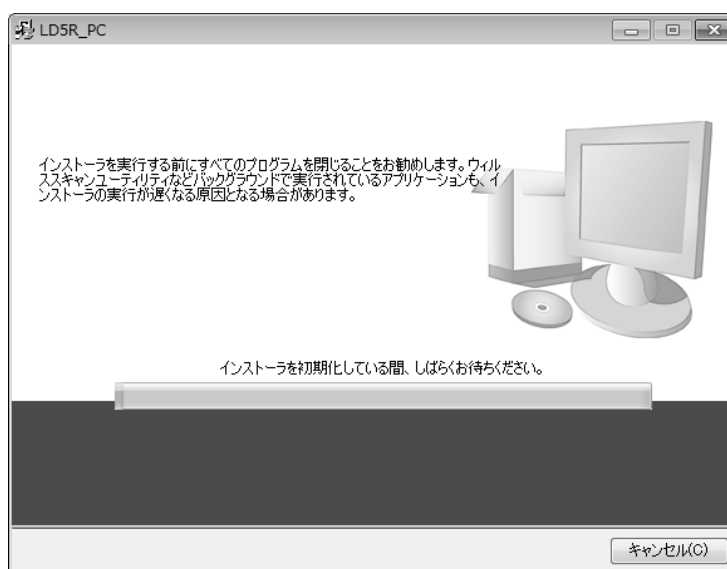 LD5R_PC
インストーラを実行する前にすべてのプログラムを閉じることをお勧めします。ウィル
ススキャンユーティリティなどバックグラウンドで実行されているアプリケーションも、イ
ンストーラの実行が遅くなる原因となる場合があります。
インストーラを初期化している間、しばらくお待ちください。
キャンセル(C)